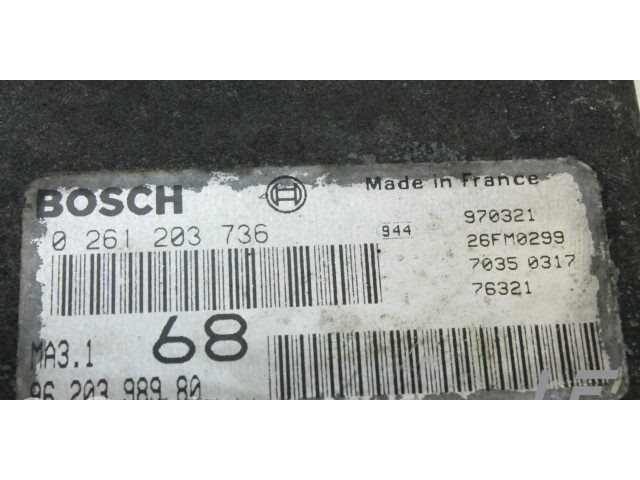 BOSCH
Made in France
0 261 203 736
944
970321
26FM0299
7035 0317
76321
68
MA3.1
96 203 989 80